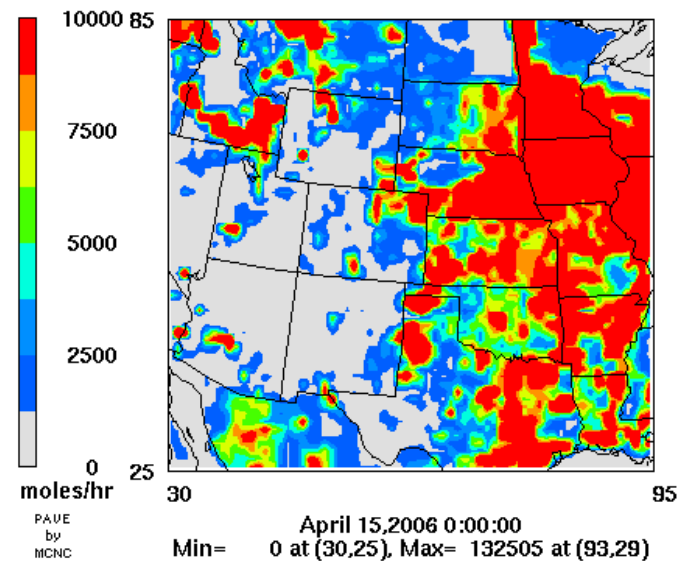 10000
7500
5000
2500
0
moles/hr
PAVE
by
MCNC
85
25
30
95
April 15,2006 0:00:00
Min= 0 at (30,25), Max= 132505 at (93,29)